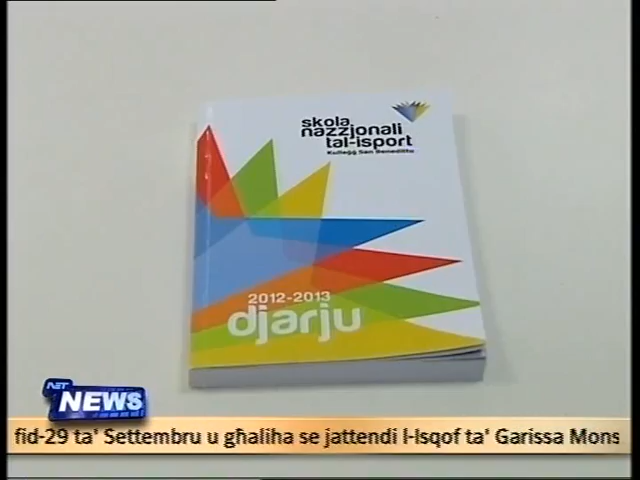 skola
nazzjonali
tal-isport
Kulleġġ San Benedittu
2012-2013
djarju
NET
NEWS
fid-29 ta' Settembru u għaliha se jattendi l-Isqof ta' Garissa Mons